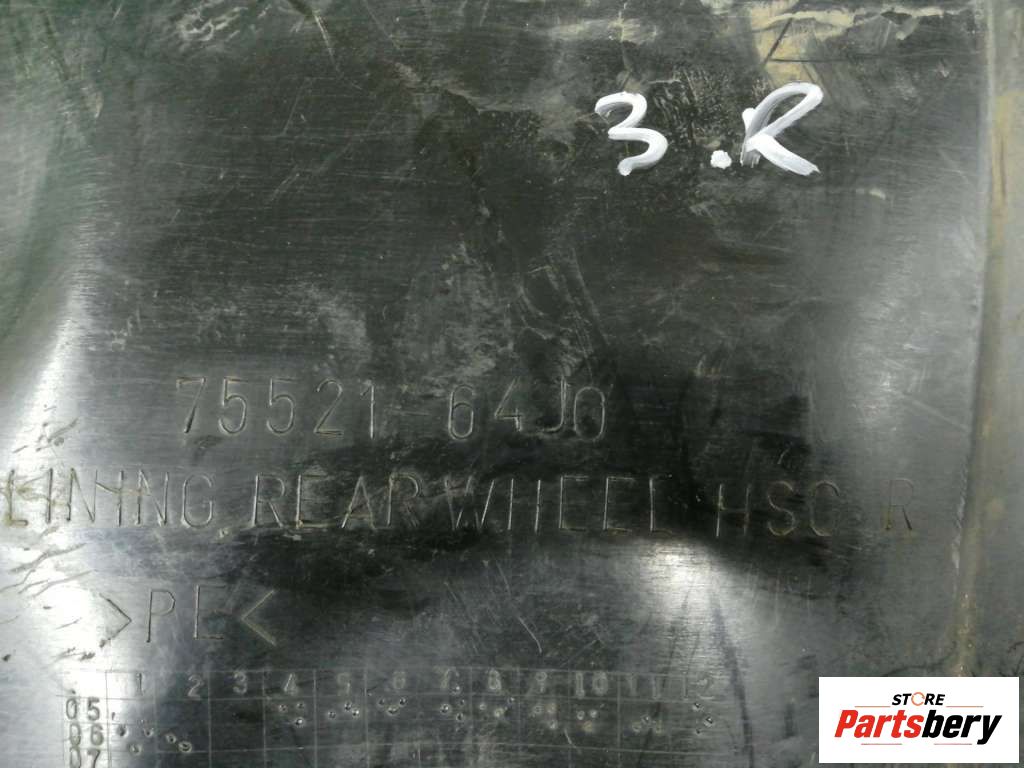 3.R
75521-64J0
LINING REAR WHEEL HSG R
>PE<
1 2 3 4 5 6 7 8 9 10 11 12
05
06
07
STORE
Partsbery